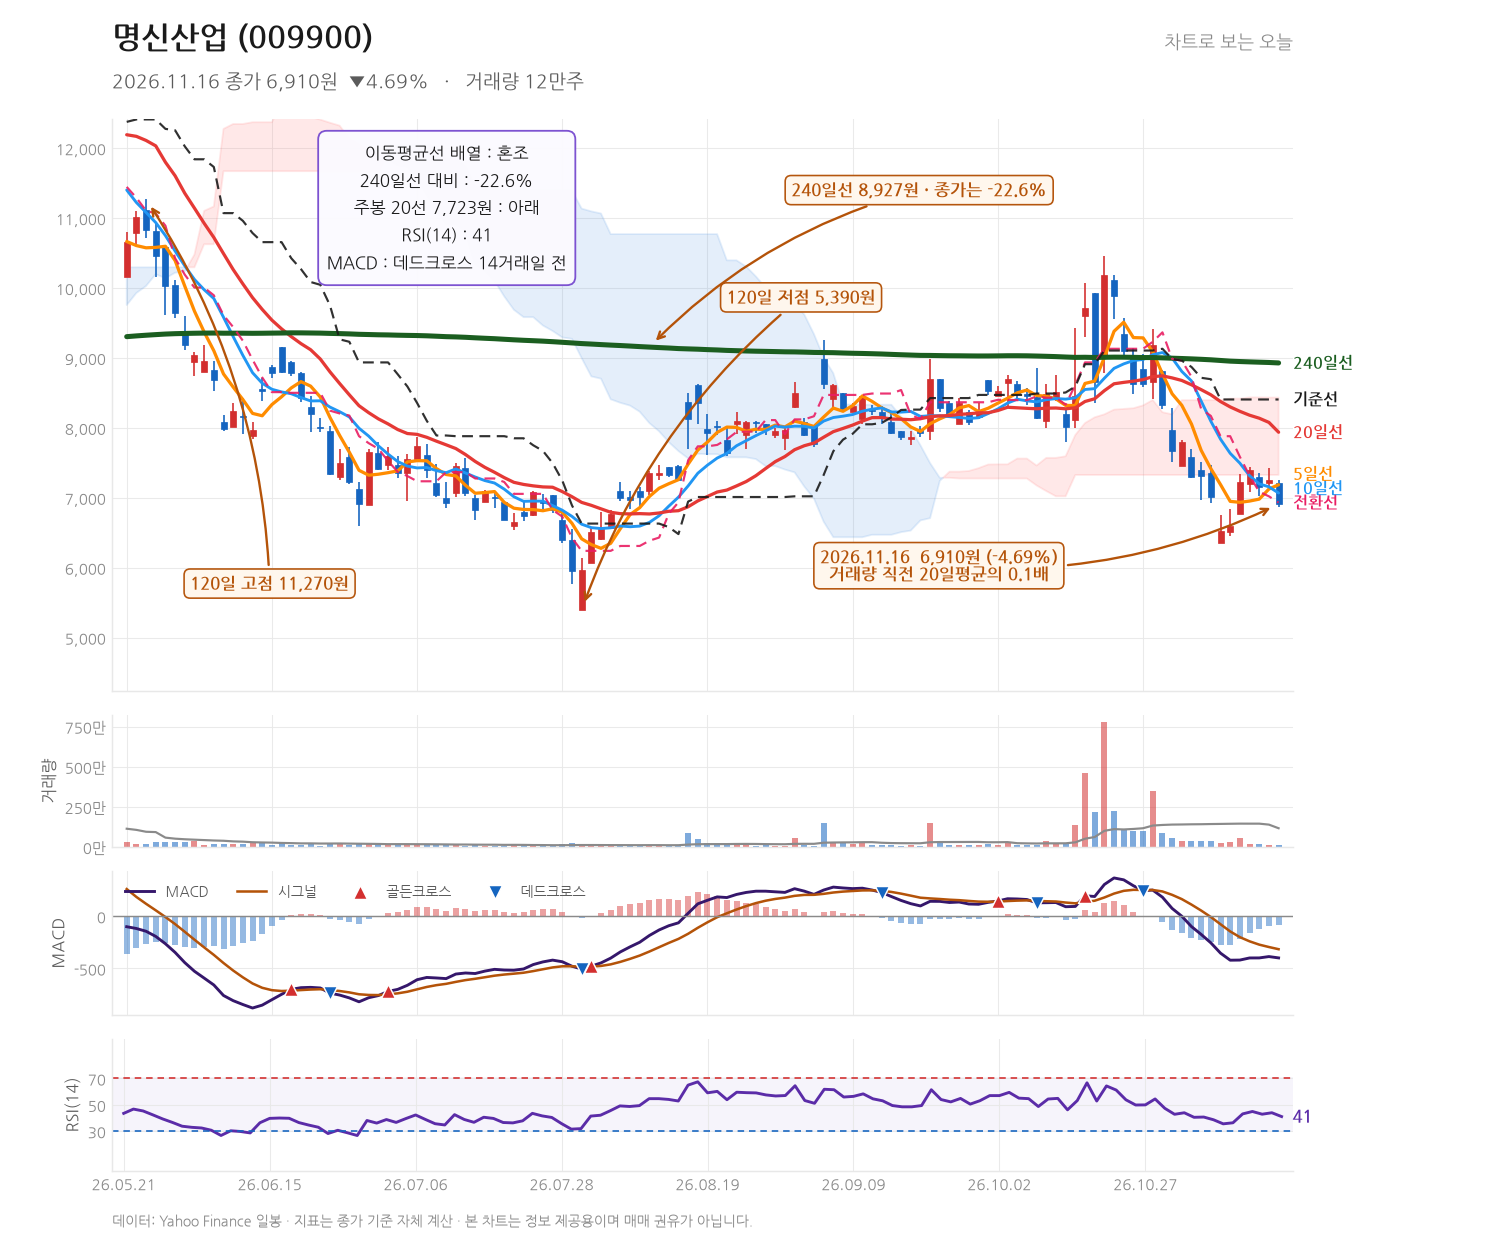 명신산업 (009900)
차트로 보는 오늘
2026.11.16 종가 6,910원 ▼4.69% · 거래량 12만주
이동평균선 배열 : 혼조
240일선 대비 : -22.6%
주봉 20선 7,723원 : 아래
RSI(14) : 41
MACD : 데드크로스 14거래일 전
240일선 8,927원 · 종가는 -22.6%
120일 저점 5,390원
120일 고점 11,270원
2026.11.16 6,910원 (-4.69%)
거래량 직전 20일평균의 0.1배
12,000
11,000
10,000
9,000
8,000
7,000
6,000
5,000
240일선
기준선
20일선
5일선
10일선
전환선
거래량
750만
500만
250만
0만
MACD
시그널
골든크로스
데드크로스
MACD
0
-500
RSI(14)
70
50
30
41
26.05.21
26.06.15
26.07.06
26.07.28
26.08.19
26.09.09
26.10.02
26.10.27
데이터: Yahoo Finance 일봉 · 지표는 종가 기준 자체 계산 · 본 차트는 정보 제공용이며 매매 권유가 아닙니다.